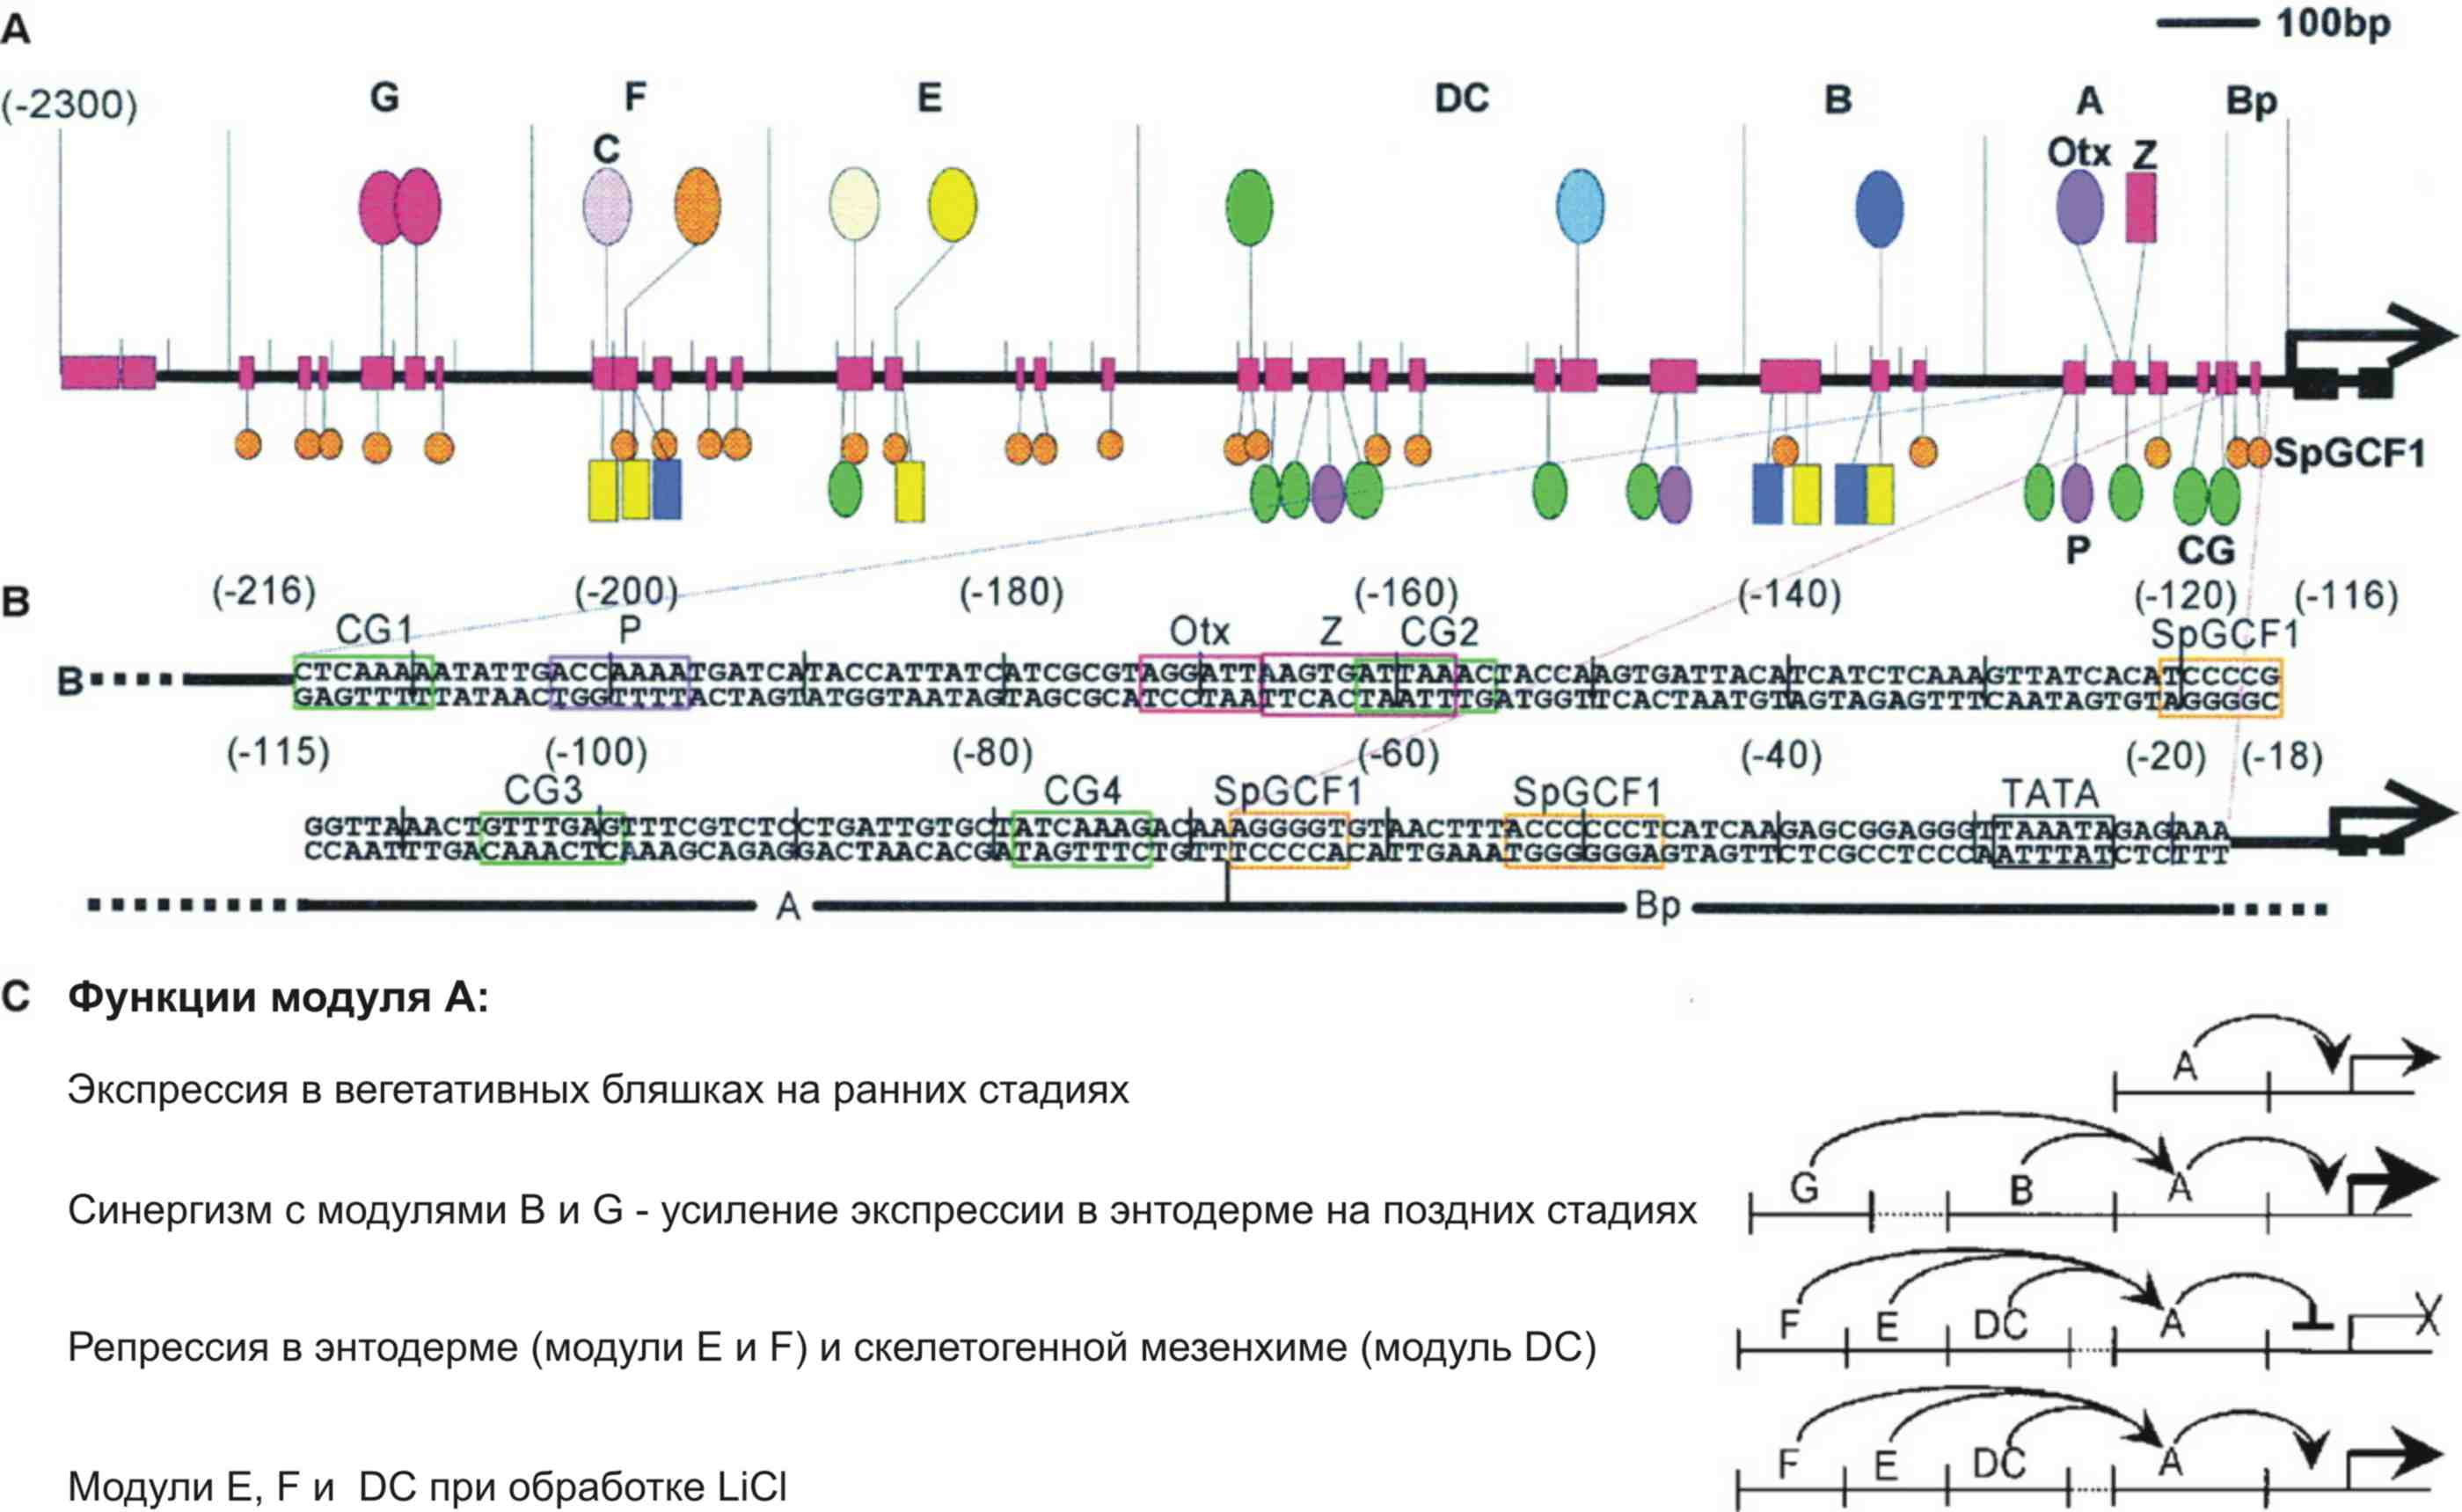 A
100bp
(-2300) G F E DC B A Bp
C Otx Z
SpGCF1
P CG
B (-216) (-200) (-180) (-160) (-140) (-120) (-116)
CG1 P Otx Z CG2 SpGCF1
B CTCAAAAATATTGACCAAAATGATCATACCATTATCATCGCGTAGGATTAAGTGATTAAACTACCAAGTGATTACATCATCTCAAAGTTATCACATCCCCG
GAGTTTTTATAACTGGTTTTACTAGTATGGTAATAGTAGCGCATCCTAATTCACTAATTTGATGGTTCACTAATGTAGTAGAGTTTCAATAGTGTAGGGGC
(-115) (-100) (-80) (-60) (-40) (-20) (-18)
CG3 CG4 SpGCF1 SpGCF1 TATA
GGTTAAACTGTTTGAGTTTCGTCTCCTGATTGTGCTATCAAAGACAAAGGGGTGTAACTTTACCCCCCTCATCAAGAGCGGAGGGTTAAATAGAGAAA
CCAATTTGACAAACTCAAAGCAGAGGACTAACACGATAGTTTCTGTTTCCCCACATTGAAATGGGGGGAGTAGTTCTCGCCTCCCAATTTATCTCTTT
A Bp
C Функции модуля А:
Экспрессия в вегетативных бляшках на ранних стадиях
A
Синергизм с модулями B и G - усиление экспрессии в энтодерме на поздних стадиях
G B A
Репрессия в энтодерме (модули E и F) и скелетогенной мезенхиме (модуль DC)
F E DC A X
Модули E, F и DC при обработке LiCl
F E DC A